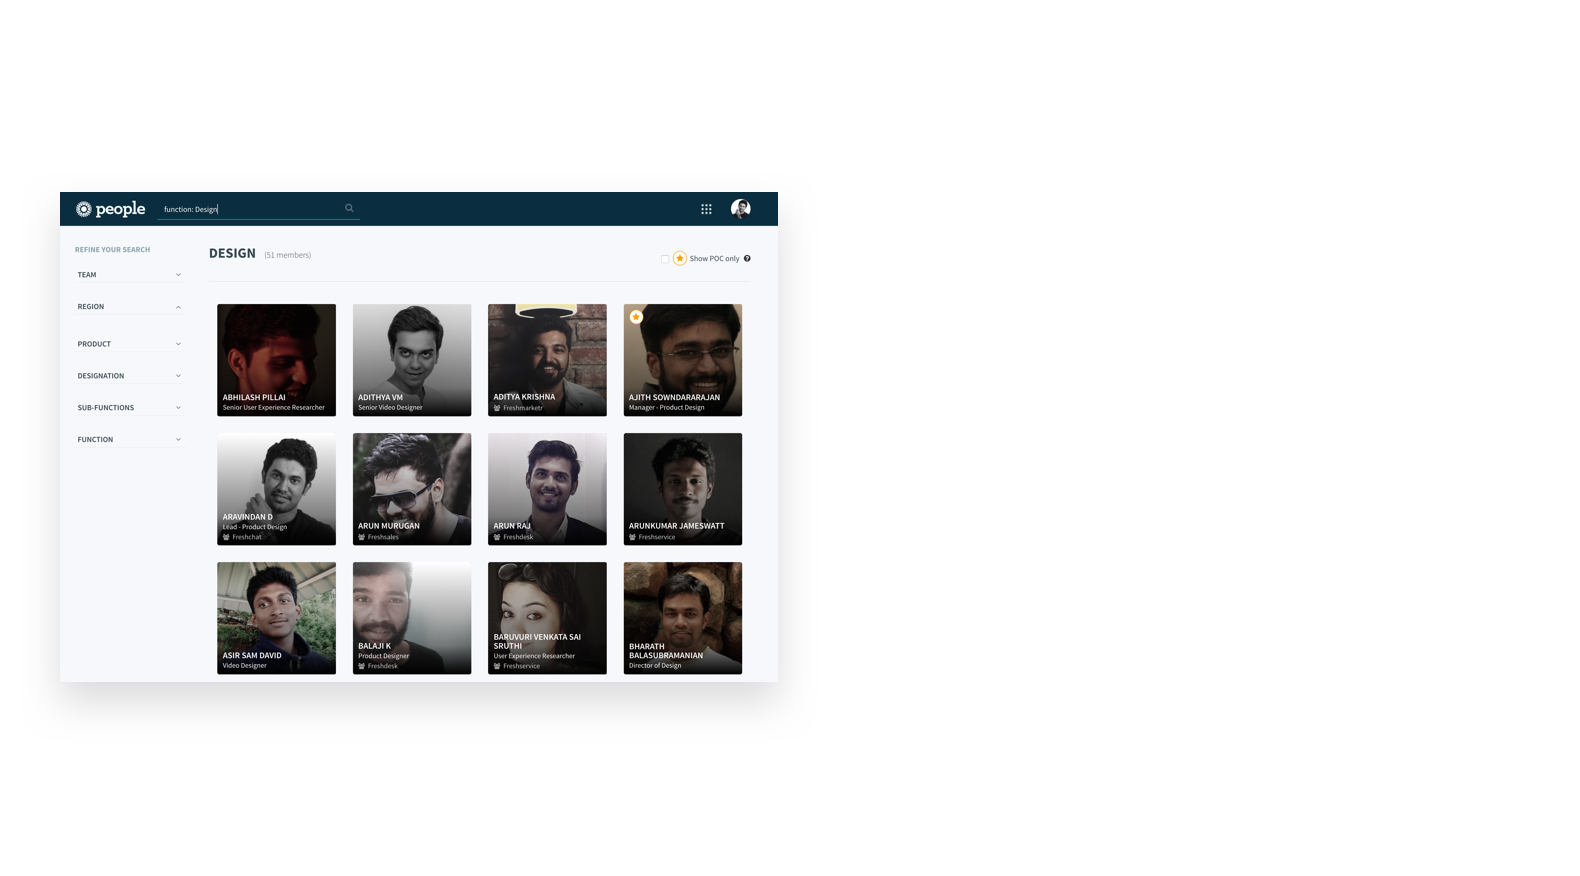 people
function: Design
REFINE YOUR SEARCH
TEAM
REGION
PRODUCT
DESIGNATION
SUB-FUNCTIONS
FUNCTION
DESIGN (51 members)
Show POC only
ABHILASH PILLAI
Senior User Experience Researcher
ADITHYA VM
Senior Video Designer
ADITYA KRISHNA
Freshmarketr
AJITH SOWNDARARAJAN
Manager - Product Design
ARAVINDAN D
Lead - Product Design
Freshchat
ARUN MURUGAN
Freshsales
ARUN RAJ
Freshdesk
ARUNKUMAR JAMESWATT
Freshservice
ASIR SAM DAVID
Video Designer
BALAJI K
Product Designer
Freshdesk
BARUVURI VENKATA SAI
SRUTHI
User Experience Researcher
Freshservice
BHARATH
BALASUBRAMANIAN
Director of Design